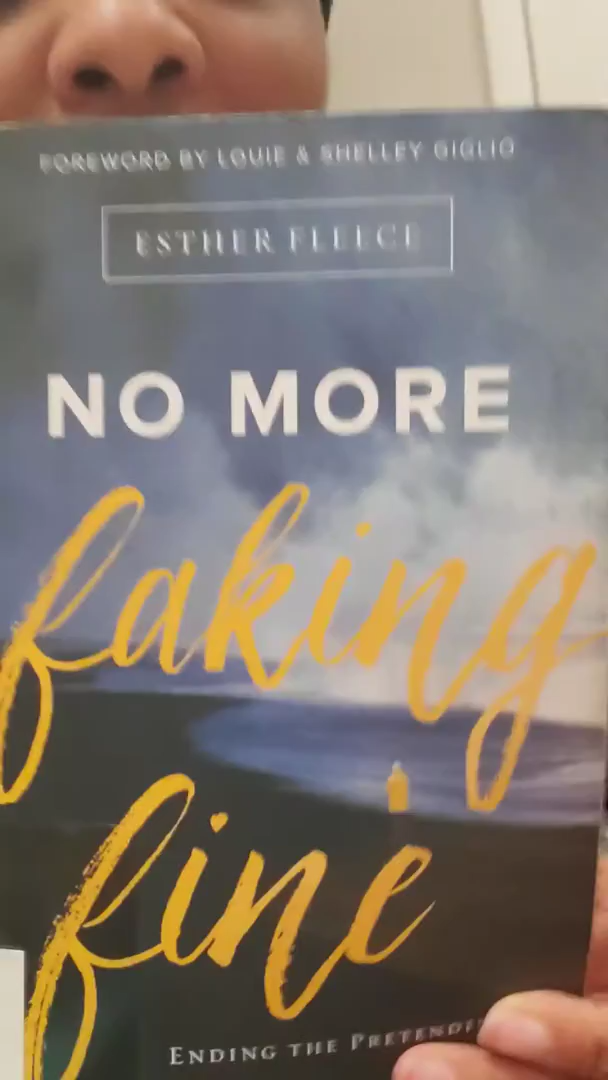 FOREWORD BY LOUIE & SHELLEY GIGLIO
ESTHER FLEECE
NO MORE
faking
fine
ENDING THE